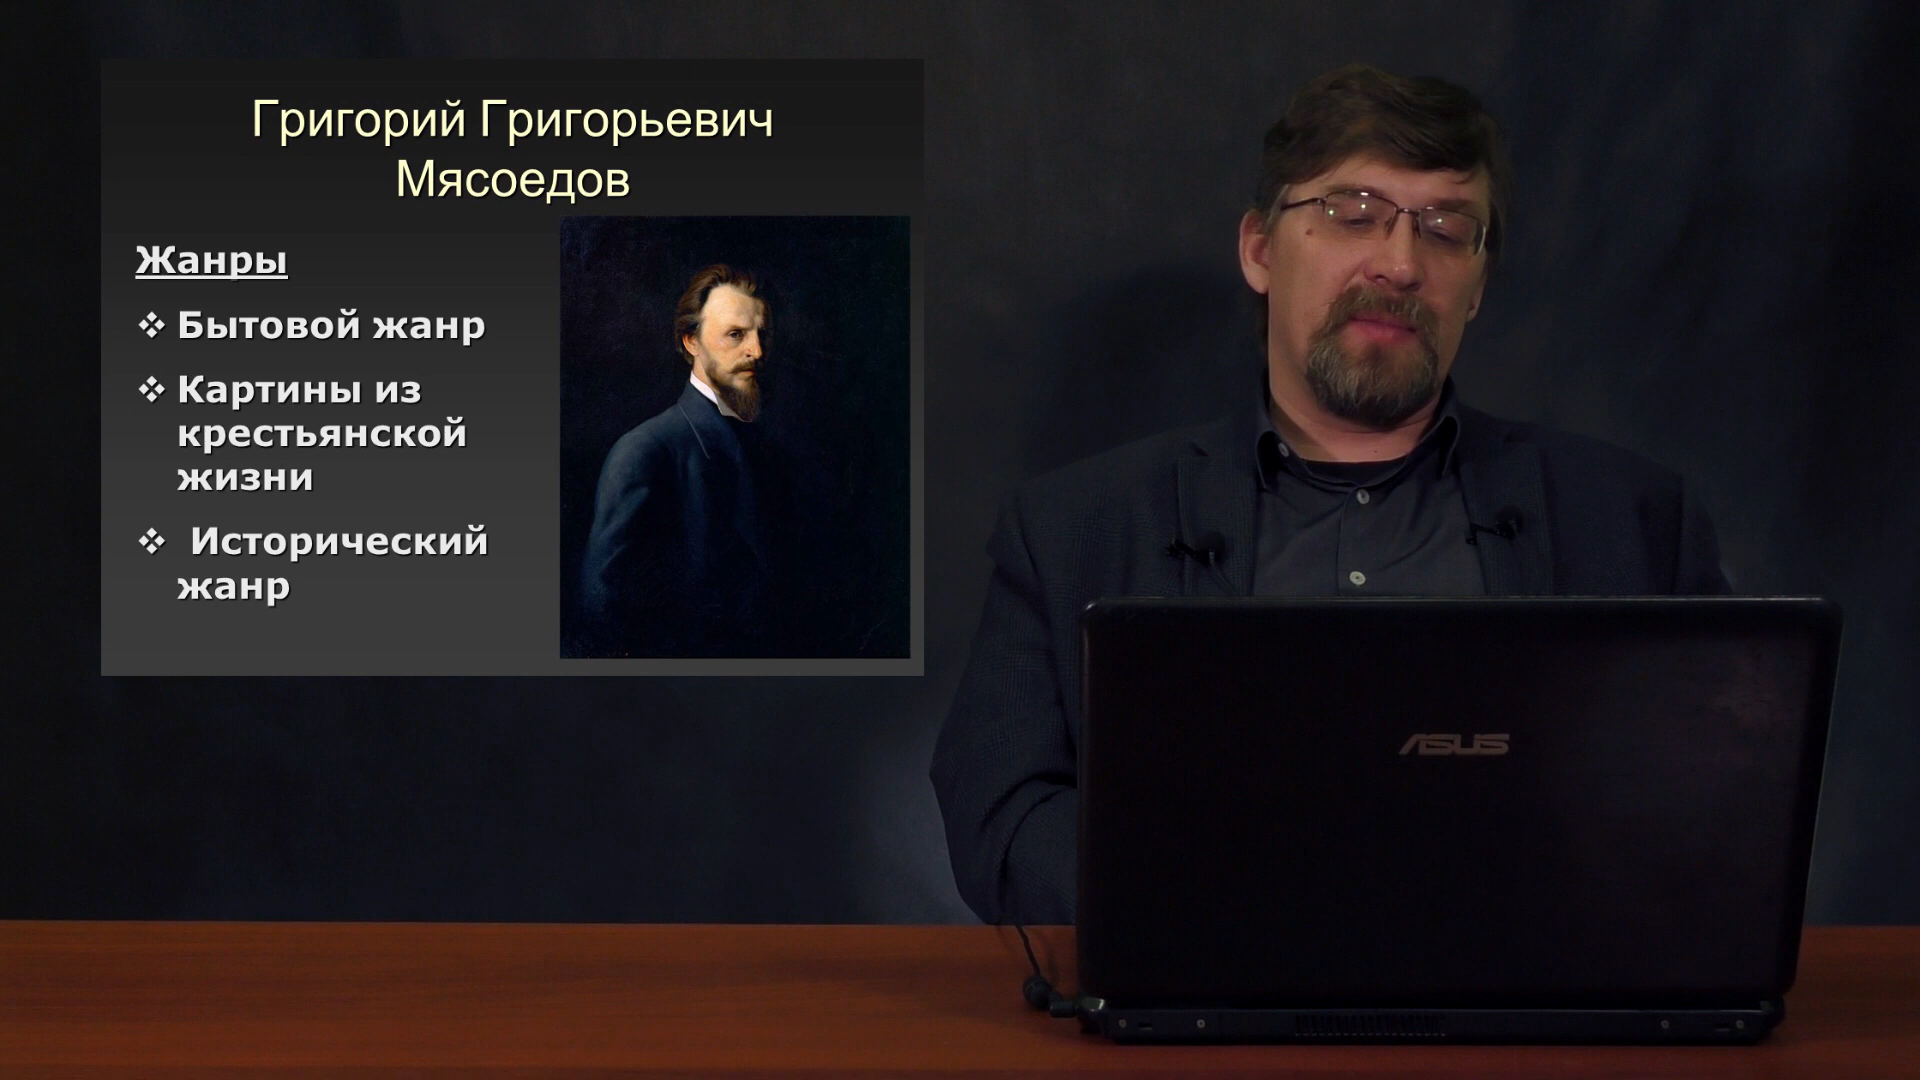 Григорий Григорьевич
Мясоедов
Жанры
❖ Бытовой жанр
❖ Картины из
крестьянской
жизни
❖ Исторический
жанр
ASUS